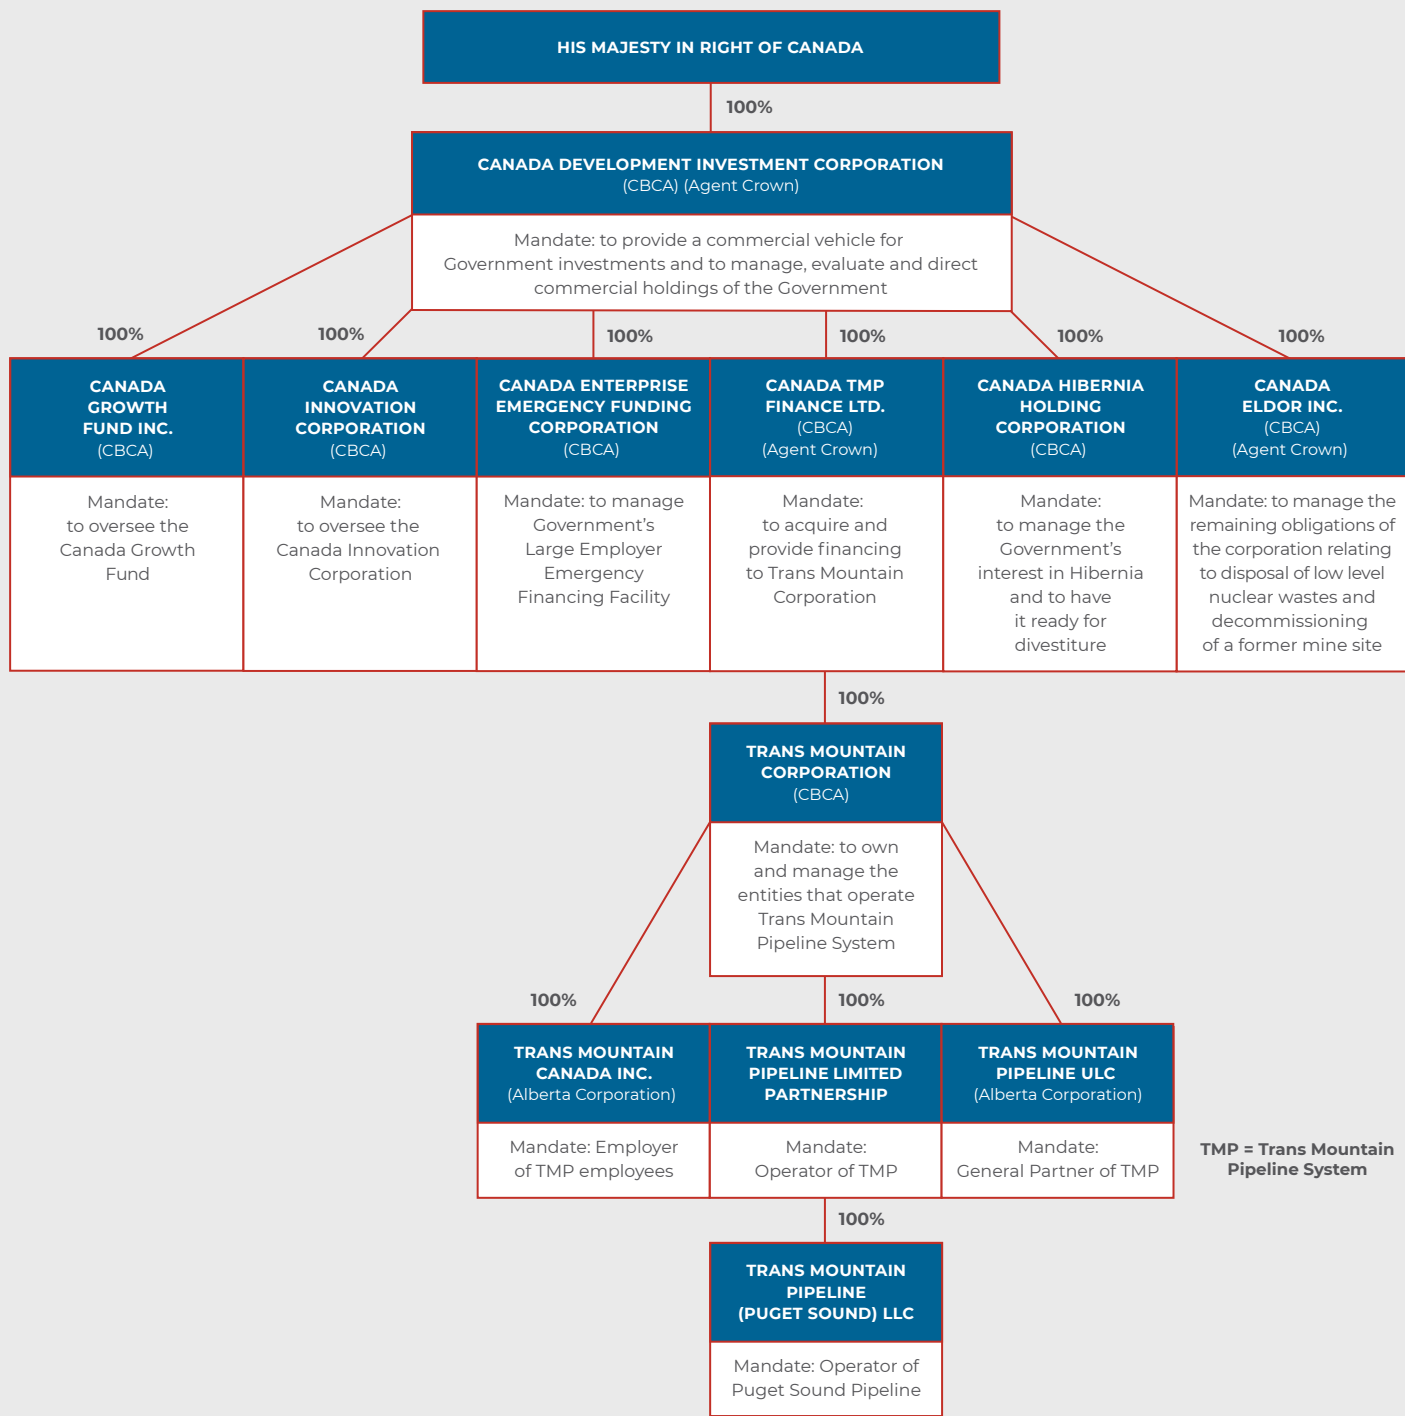 HIS MAJESTY IN RIGHT OF CANADA
100%
CANADA DEVELOPMENT INVESTMENT CORPORATION
(CBCA) (Agent Crown)
Mandate: to provide a commercial vehicle for
Government investments and to manage, evaluate and direct
commercial holdings of the Government
100%
100%
100%
100%
100%
100%
CANADA
GROWTH
FUND INC.
(CBCA)
Mandate:
to oversee the
Canada Growth
Fund
CANADA
INNOVATION
CORPORATION
(CBCA)
Mandate:
to oversee the
Canada Innovation
Corporation
CANADA ENTERPRISE
EMERGENCY FUNDING
CORPORATION
(CBCA)
Mandate: to manage
Government’s
Large Employer
Emergency
Financing Facility
CANADA TMP
FINANCE LTD.
(CBCA)
(Agent Crown)
Mandate:
to acquire and
provide financing
to Trans Mountain
Corporation
CANADA HIBERNIA
HOLDING
CORPORATION
(CBCA)
Mandate:
to manage the
Government’s
interest in Hibernia
and to have
it ready for
divestiture
CANADA
ELDOR INC.
(CBCA)
(Agent Crown)
Mandate: to manage the
remaining obligations of
the corporation relating
to disposal of low level
nuclear wastes and
decommissioning
of a former mine site
100%
TRANS MOUNTAIN
CORPORATION
(CBCA)
Mandate: to own
and manage the
entities that operate
Trans Mountain
Pipeline System
100%
100%
100%
TRANS MOUNTAIN
CANADA INC.
(Alberta Corporation)
Mandate: Employer
of TMP employees
TRANS MOUNTAIN
PIPELINE LIMITED
PARTNERSHIP
Mandate:
Operator of TMP
TRANS MOUNTAIN
PIPELINE ULC
(Alberta Corporation)
Mandate:
General Partner of TMP
TMP = Trans Mountain
Pipeline System
100%
TRANS MOUNTAIN
PIPELINE
(PUGET SOUND) LLC
Mandate: Operator of
Puget Sound Pipeline